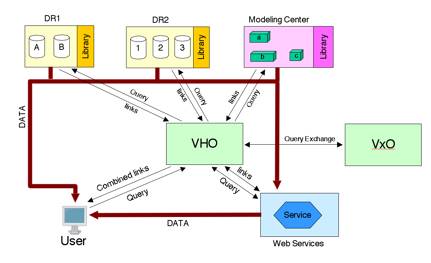 DR1
DR2
Modeling Center
A
B
Library
1
2
3
Library
a
b
c
Library
Query
links
Query
links
links
Query
DATA
VHO
Query Exchange
VxO
Combined links
Query
links
Query
Service
DATA
User
Web Services